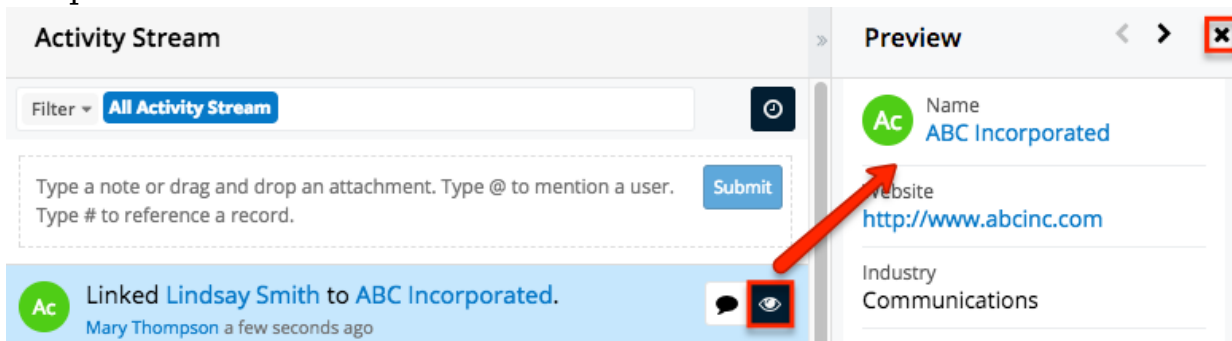 Activity Stream
»
Preview
Filter All Activity Stream
Type a note or drag and drop an attachment. Type @ to mention a user.
Type # to reference a record.
Submit
Ac
Linked Lindsay Smith to ABC Incorporated.
Mary Thompson a few seconds ago
Ac
Name
ABC Incorporated
Website
http://www.abcinc.com
Industry
Communications